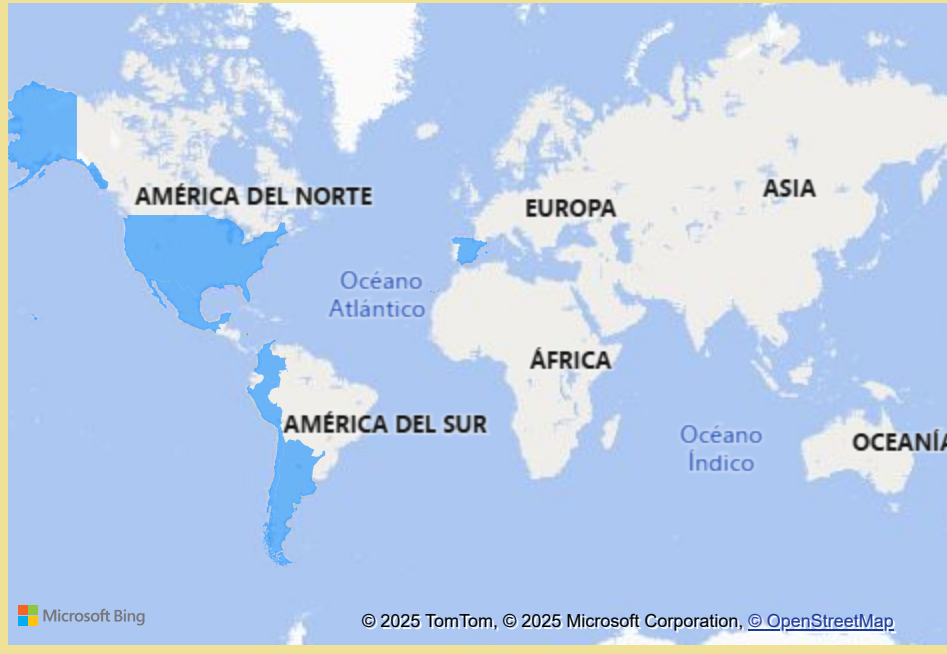 AMÉRICA DEL NORTE
EUROPA
ASIA
Océano
Atlántico
ÁFRICA
AMÉRICA DEL SUR
Océano
Índico
OCEANÍA
Microsoft Bing
© 2025 TomTom, © 2025 Microsoft Corporation, © OpenStreetMap